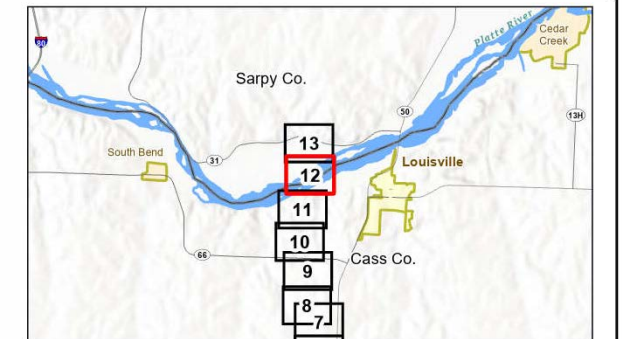 Platte River
Cedar
Creek
80
Sarpy Co.
50
13H
13
31
South Bend
Louisville
12
11
10
66
Cass Co.
9
8
7